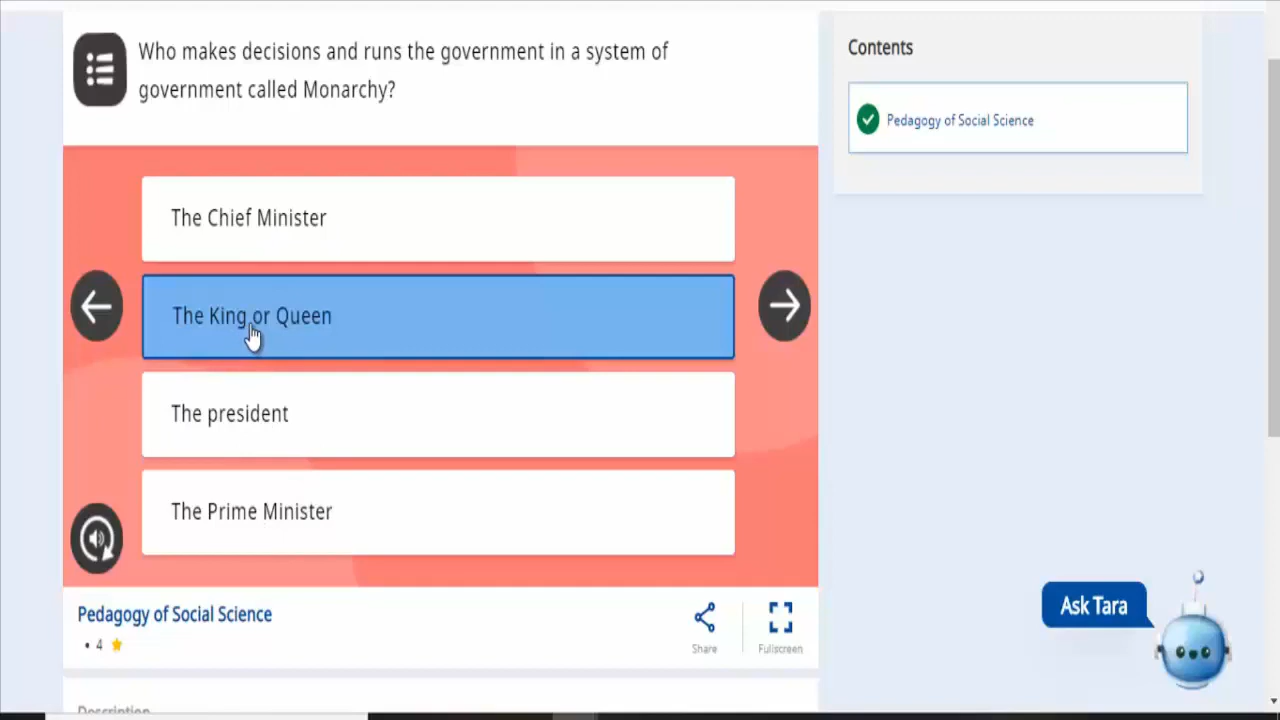 Who makes decisions and runs the government in a system of
government called Monarchy?
The Chief Minister
The King or Queen
The president
The Prime Minister
Pedagogy of Social Science
• 4
Share
Fullscreen
Description
Contents
Pedagogy of Social Science
Ask Tara